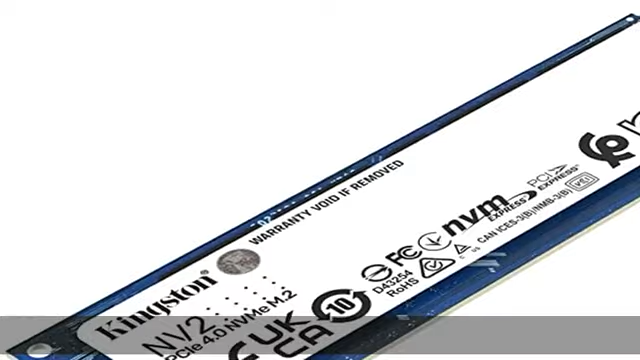 WARRANTY VOID IF REMOVED
Kingston
NV2
PCIe 4.0 NVMe M.2
UK
CA
10
D43254
RoHS
FC
nvm
EXPRESS
PCI
EXPRESS
CAN ICES-3(B)/NMB-3(B)